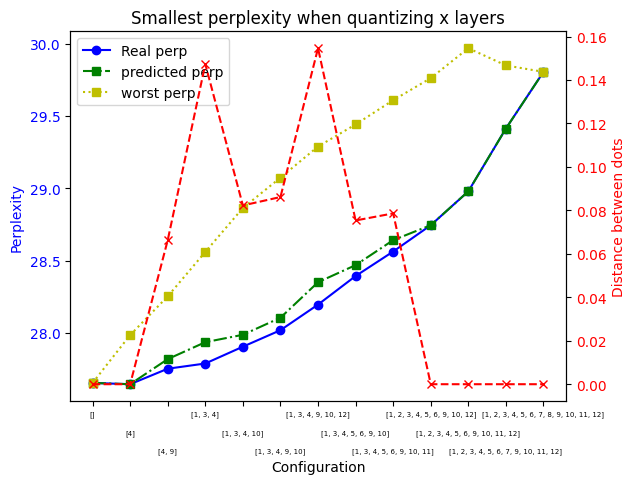 Smallest perplexity when quantizing x layers
Real perp
predicted perp
worst perp
30.0
29.5
29.0
28.5
28.0
Perplexity
0.16
0.14
0.12
0.10
0.08
0.06
0.04
0.02
0.00
Distance between dots
[] [1, 3, 4] [1, 3, 4, 9, 10, 12] [1, 2, 3, 4, 5, 6, 9, 10, 12] [1, 2, 3, 4, 5, 6, 7, 8, 9, 10, 11, 12]
[4] [1, 3, 4, 10] [1, 3, 4, 5, 6, 9, 10] [1, 2, 3, 4, 5, 6, 9, 10, 11, 12]
[4, 9] [1, 3, 4, 9, 10] [1, 3, 4, 5, 6, 9, 10, 11] [1, 2, 3, 4, 5, 6, 7, 9, 10, 11, 12]
Configuration